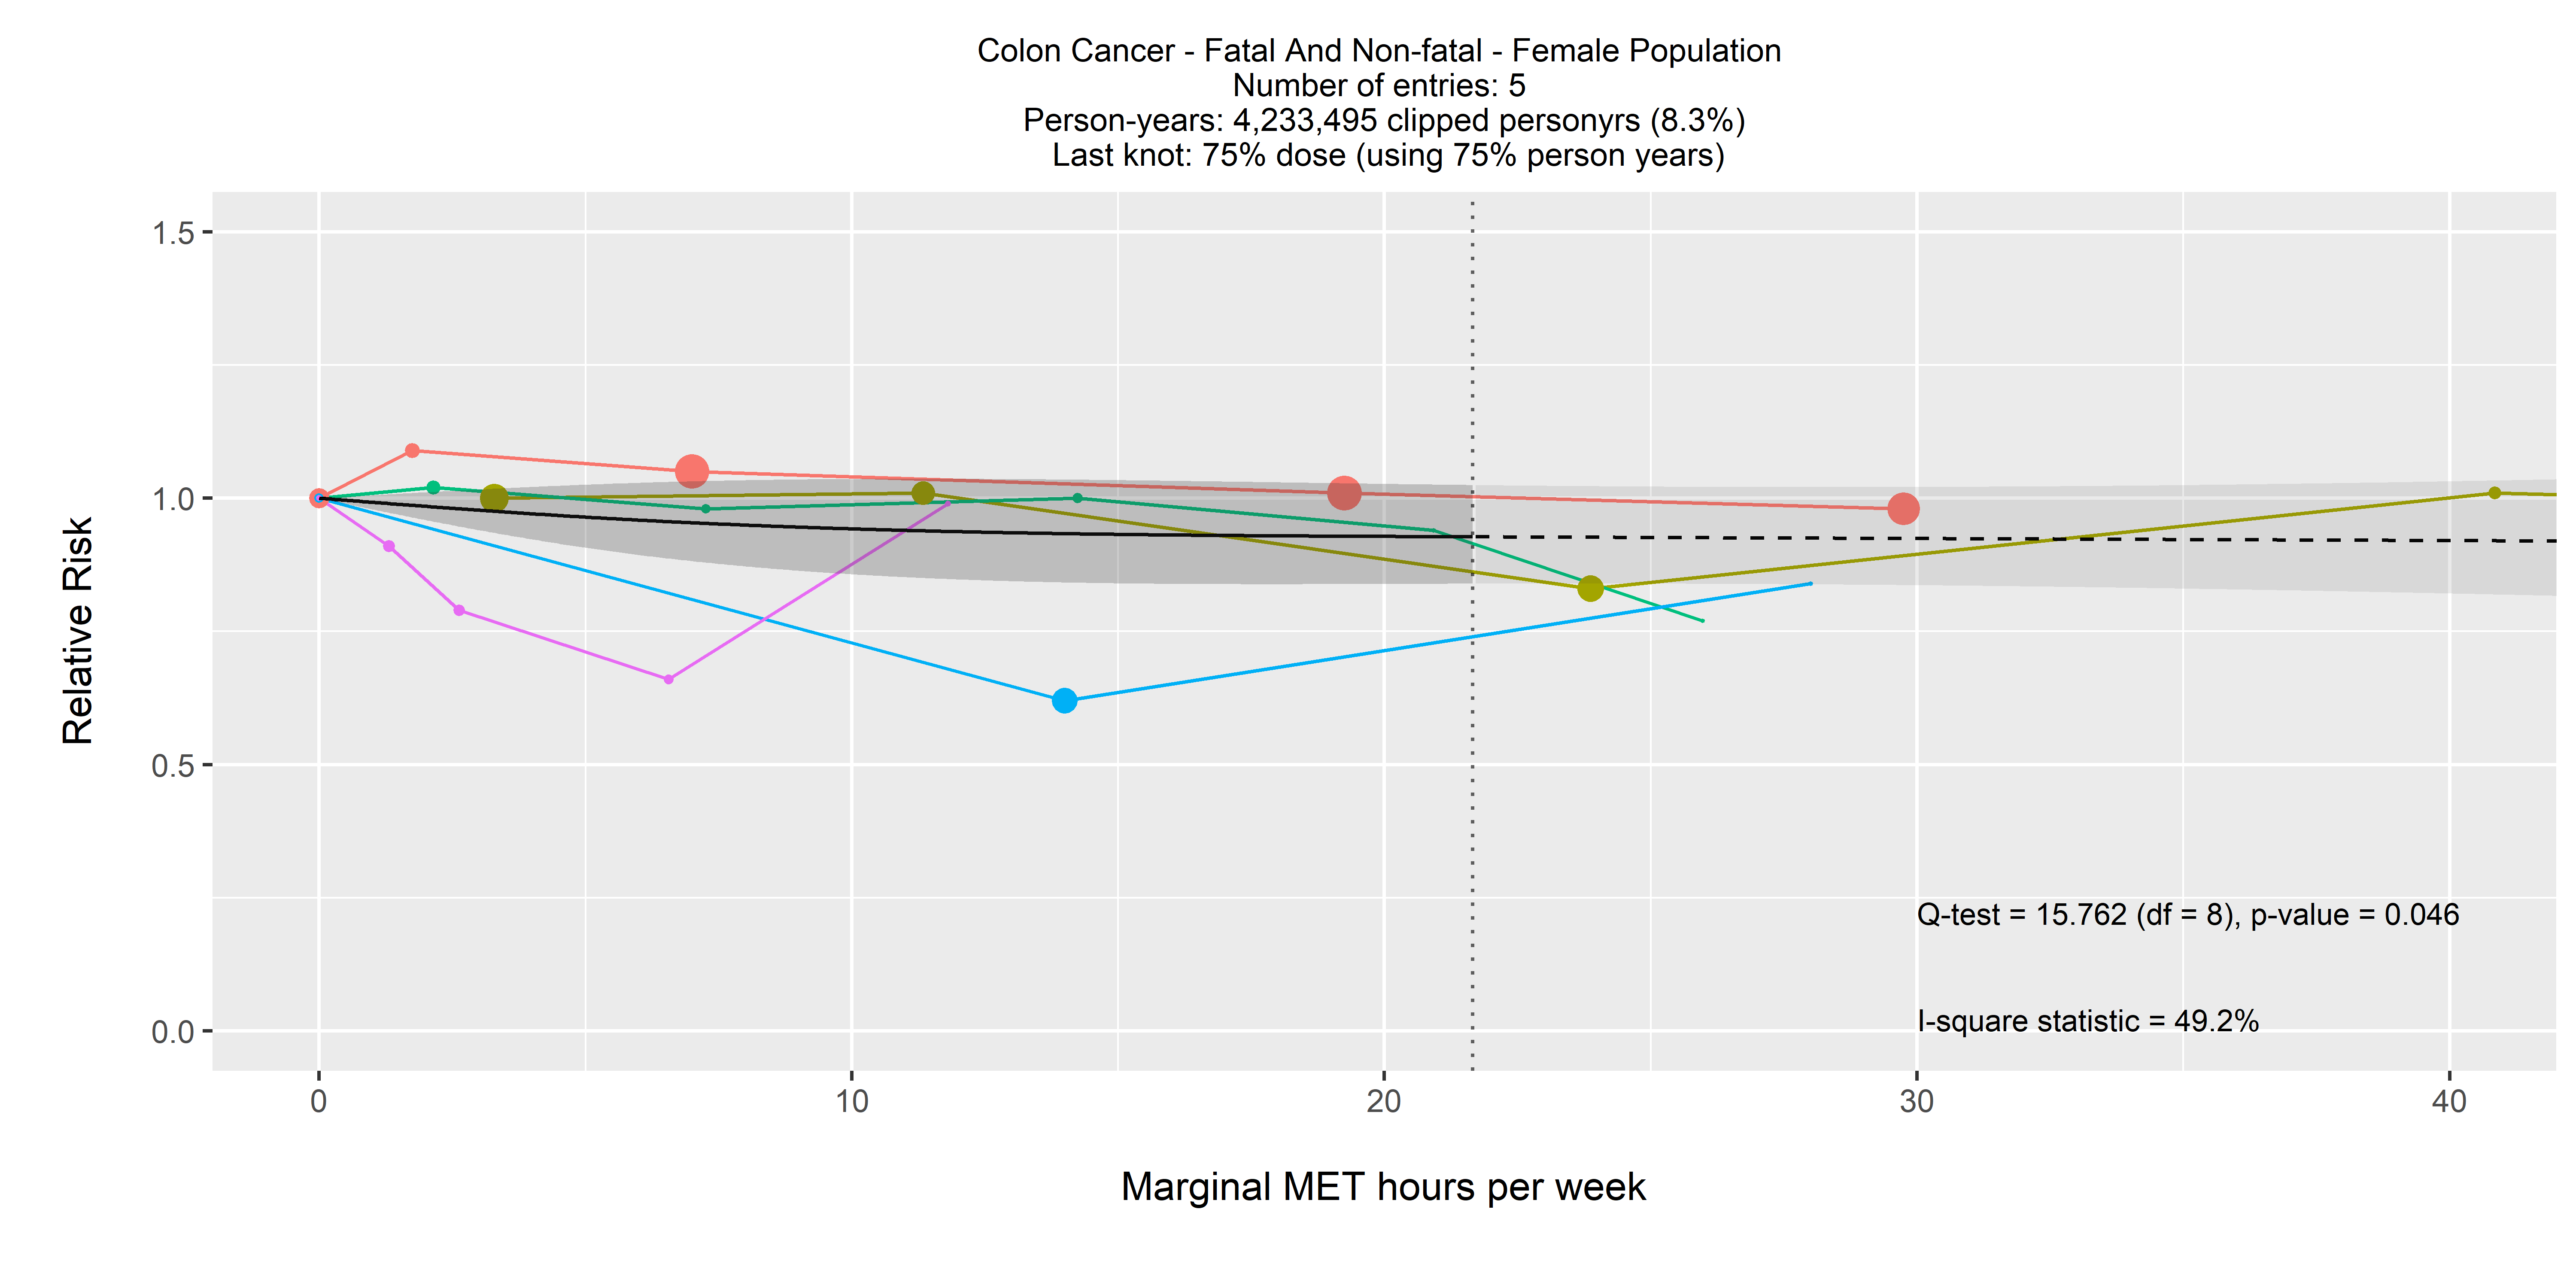 Colon Cancer - Fatal And Non-fatal - Female Population
Number of entries: 5
Person-years: 4,233,495 clipped personyrs (8.3%)
Last knot: 75% dose (using 75% person years)
1.5
1.0
0.5
0.0
Relative Risk
Q-test = 15.762 (df = 8), p-value = 0.046
I-square statistic = 49.2%
0 10 20 30 40
Marginal MET hours per week